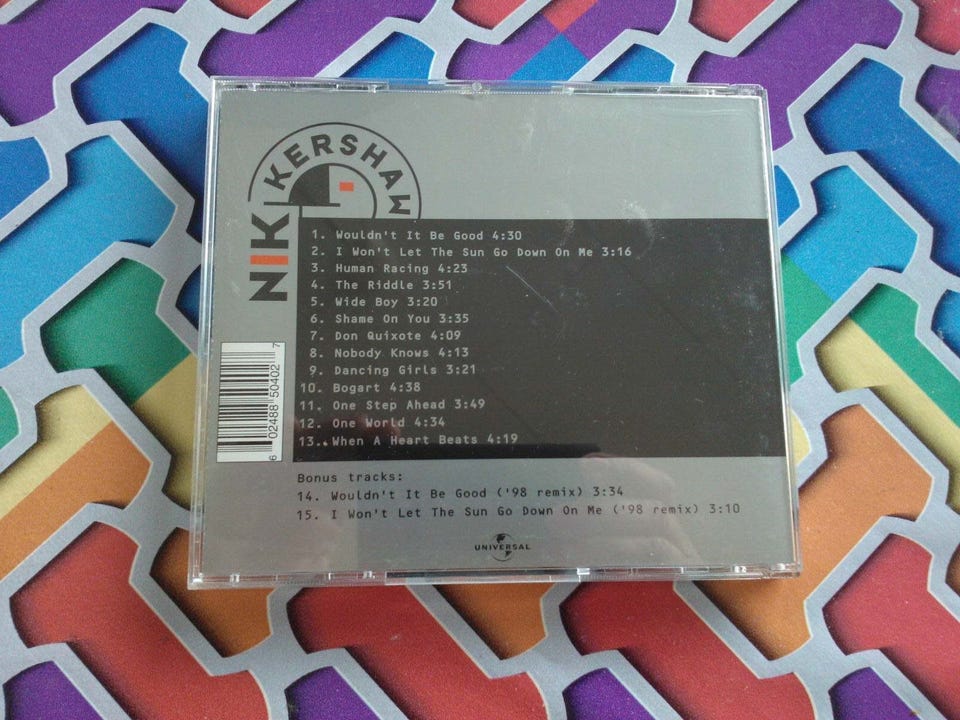 NIK KERSHAW
1. Wouldn't It Be Good 4:30
2. I Won't Let The Sun Go Down On Me 3:16
3. Human Racing 4:23
4. The Riddle 3:51
5. Wide Boy 3:20
6. Shame On You 3:35
7. Don Quixote 4:09
8. Nobody Knows 4:13
9. Dancing Girls 3:21
10. Bogart 4:38
11. One Step Ahead 3:49
12. One World 4:34
13. When A Heart Beats 4:19
6 02488 50402 7
Bonus tracks:
14. Wouldn't It Be Good ('98 remix) 3:34
15. I Won't Let The Sun Go Down On Me ('98 remix) 3:10
UNIVERSAL